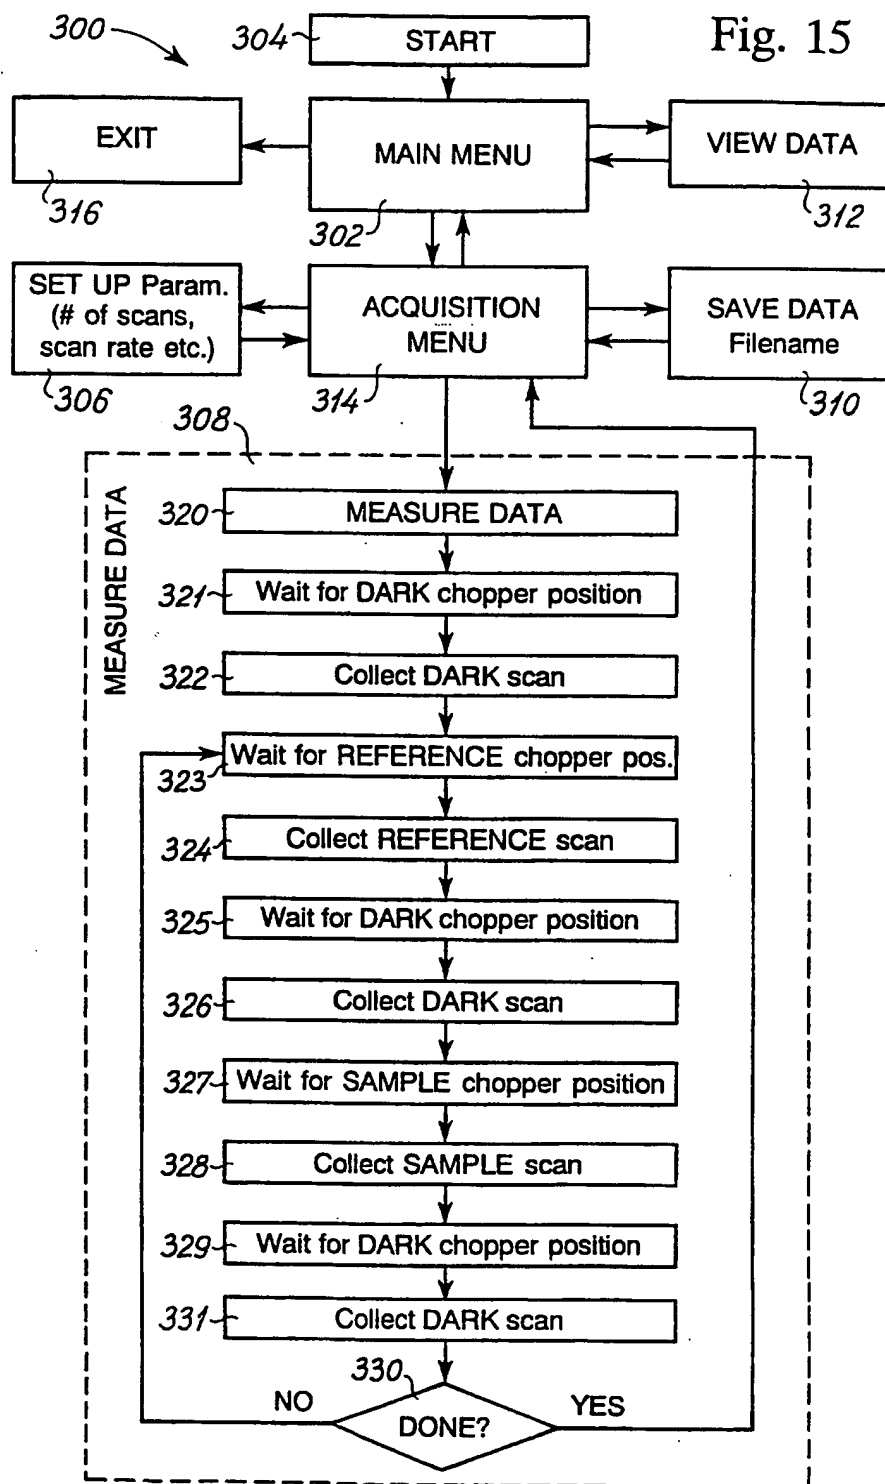 300
304
START
Fig. 15
EXIT
316
MAIN MENU
302
VIEW DATA
312
SET UP Param.
(# of scans,
scan rate etc.)
306
ACQUISITION
MENU
314
SAVE DATA
Filename
310
308
MEASURE DATA
320
MEASURE DATA
321
Wait for DARK chopper position
322
Collect DARK scan
323
Wait for REFERENCE chopper pos.
324
Collect REFERENCE scan
325
Wait for DARK chopper position
326
Collect DARK scan
327
Wait for SAMPLE chopper position
328
Collect SAMPLE scan
329
Wait for DARK chopper position
331
Collect DARK scan
330
NO
DONE?
YES